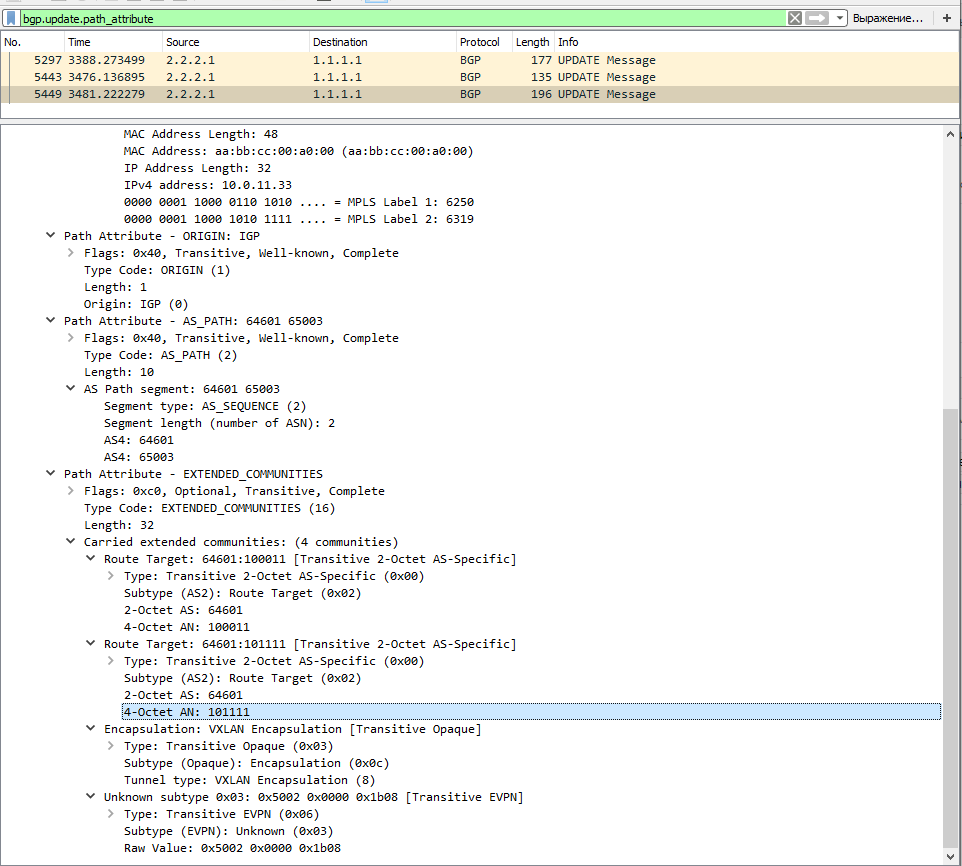 bgp.update.path_attribute Выражение... +
No. Time Source Destination Protocol Length Info
5297 3388.273499 2.2.2.1 1.1.1.1 BGP 177 UPDATE Message
5443 3476.136895 2.2.2.1 1.1.1.1 BGP 135 UPDATE Message
5449 3481.222279 2.2.2.1 1.1.1.1 BGP 196 UPDATE Message
MAC Address Length: 48
MAC Address: aa:bb:cc:00:a0:00 (aa:bb:cc:00:a0:00)
IP Address Length: 32
IPv4 address: 10.0.11.33
0000 0001 1000 0110 1010 .... = MPLS Label 1: 6250
0000 0001 1000 1010 1111 .... = MPLS Label 2: 6319
Path Attribute - ORIGIN: IGP
Flags: 0x40, Transitive, Well-known, Complete
Type Code: ORIGIN (1)
Length: 1
Origin: IGP (0)
Path Attribute - AS_PATH: 64601 65003
Flags: 0x40, Transitive, Well-known, Complete
Type Code: AS_PATH (2)
Length: 10
AS Path segment: 64601 65003
Segment type: AS_SEQUENCE (2)
Segment length (number of ASN): 2
AS4: 64601
AS4: 65003
Path Attribute - EXTENDED_COMMUNITIES
Flags: 0xc0, Optional, Transitive, Complete
Type Code: EXTENDED_COMMUNITIES (16)
Length: 32
Carried extended communities: (4 communities)
Route Target: 64601:100011 [Transitive 2-Octet AS-Specific]
Type: Transitive 2-Octet AS-Specific (0x00)
Subtype (AS2): Route Target (0x02)
2-Octet AS: 64601
4-Octet AN: 100011
Route Target: 64601:101111 [Transitive 2-Octet AS-Specific]
Type: Transitive 2-Octet AS-Specific (0x00)
Subtype (AS2): Route Target (0x02)
2-Octet AS: 64601
4-Octet AN: 101111
Encapsulation: VXLAN Encapsulation [Transitive Opaque]
Type: Transitive Opaque (0x03)
Subtype (Opaque): Encapsulation (0x0c)
Tunnel type: VXLAN Encapsulation (8)
Unknown subtype 0x03: 0x5002 0x0000 0x1b08 [Transitive EVPN]
Type: Transitive EVPN (0x06)
Subtype (EVPN): Unknown (0x03)
Raw Value: 0x5002 0x0000 0x1b08